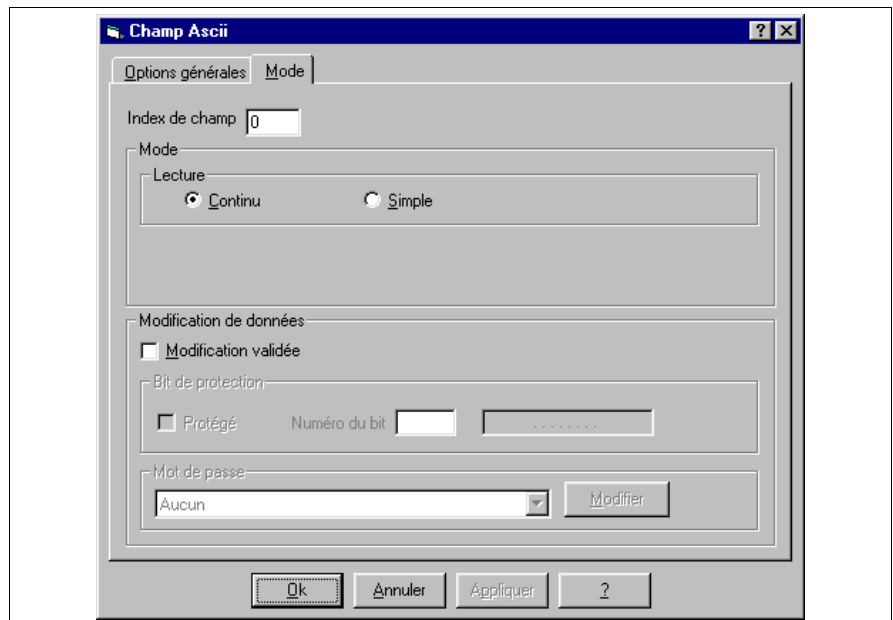 Champ Ascii
Options générales Mode
Index de champ 0
Mode
Lecture
Continu Simple
Modification de données
Modification validée
Bit de protection
Protégé Numéro du bit ........
Mot de passe
Aucun Modifier
Ok Annuler Appliquer ?